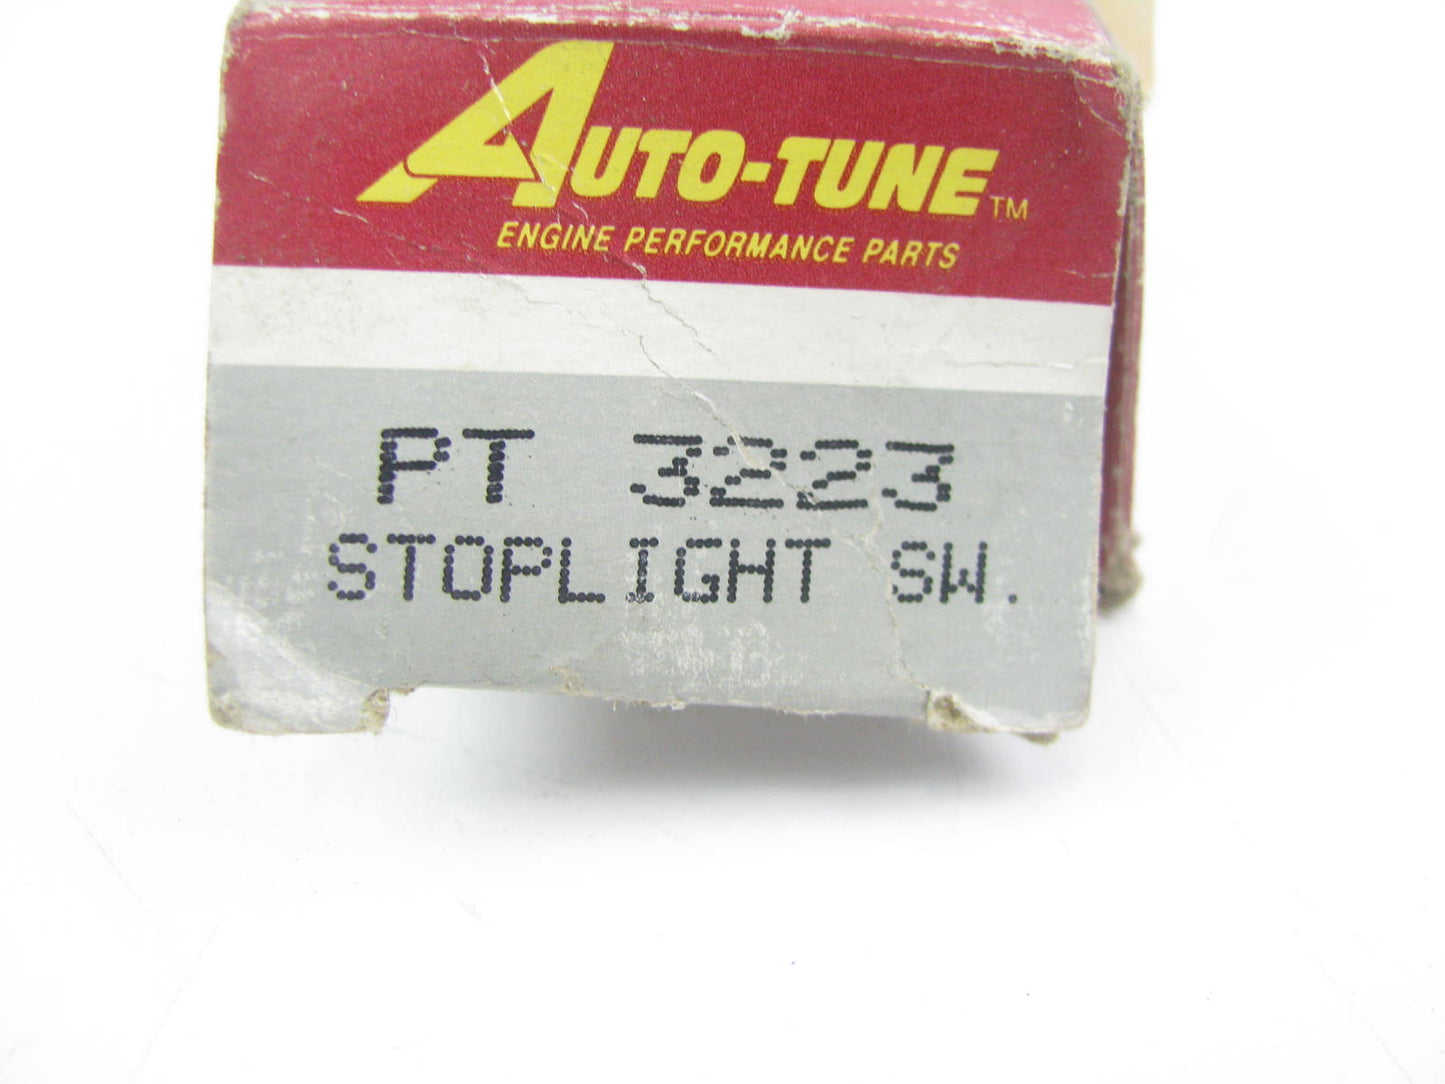 AUTO-TUNE™
ENGINE PERFORMANCE PARTS
PT 3223
STOPLIGHT SW.